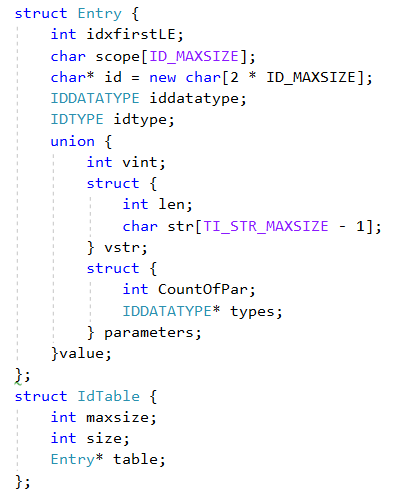 struct Entry {
    int idxfirstLE;
    char scope[ID_MAXSIZE];
    char* id = new char[2 * ID_MAXSIZE];
    IDDATATYPE iddatatype;
    IDTYPE idtype;
    union {
        int vint;
        struct {
            int len;
            char str[TI_STR_MAXSIZE - 1];
        } vstr;
        struct {
            int CountOfPar;
            IDDATATYPE* types;
        } parameters;
    }value;
};
struct IdTable {
    int maxsize;
    int size;
    Entry* table;
};